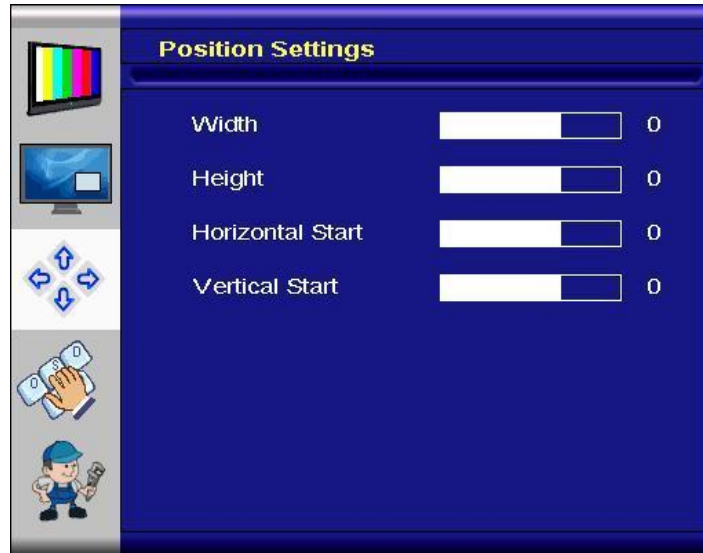 Position Settings
Width 0
Height 0
Horizontal Start 0
Vertical Start 0
O S D